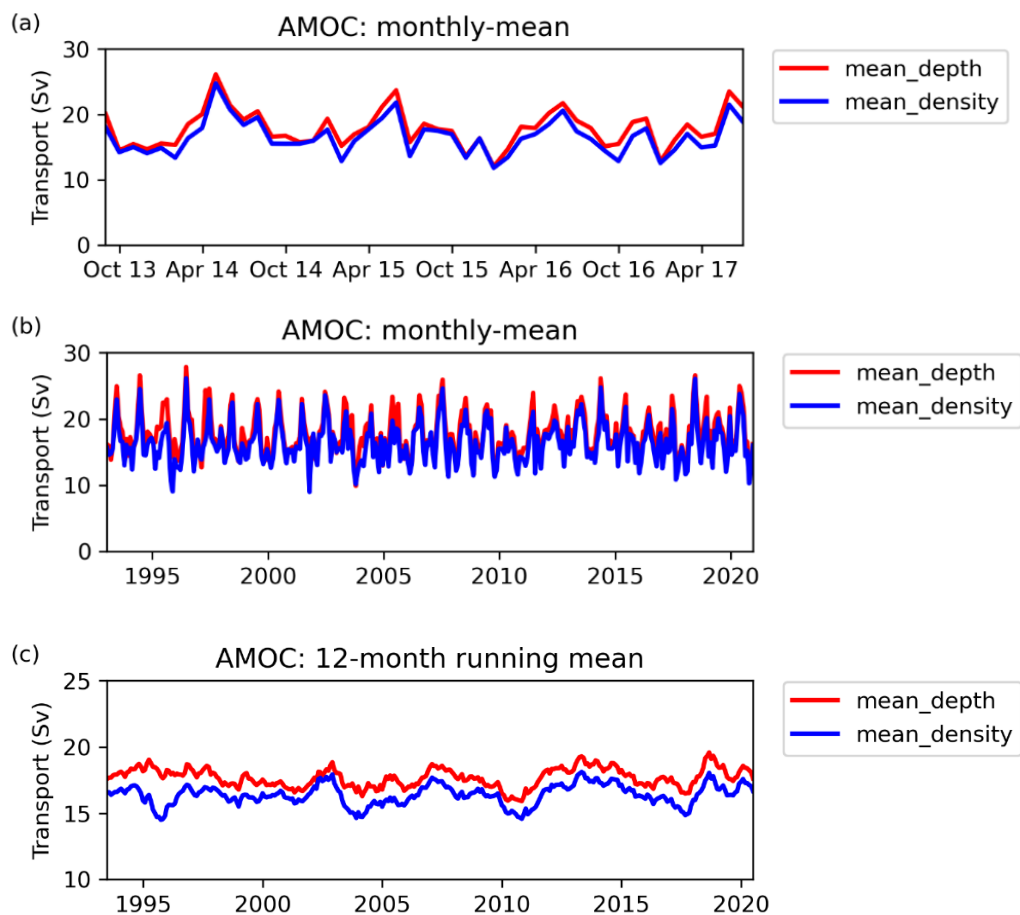 (a)
AMOC: monthly-mean
Transport (Sv)
30
20
10
0
Oct 13 Apr 14 Oct 14 Apr 15 Oct 15 Apr 16 Oct 16 Apr 17
mean_depth
mean_density
(b)
AMOC: monthly-mean
Transport (Sv)
30
20
10
0
1995 2000 2005 2010 2015 2020
mean_depth
mean_density
(c)
AMOC: 12-month running mean
Transport (Sv)
25
20
15
10
1995 2000 2005 2010 2015 2020
mean_depth
mean_density